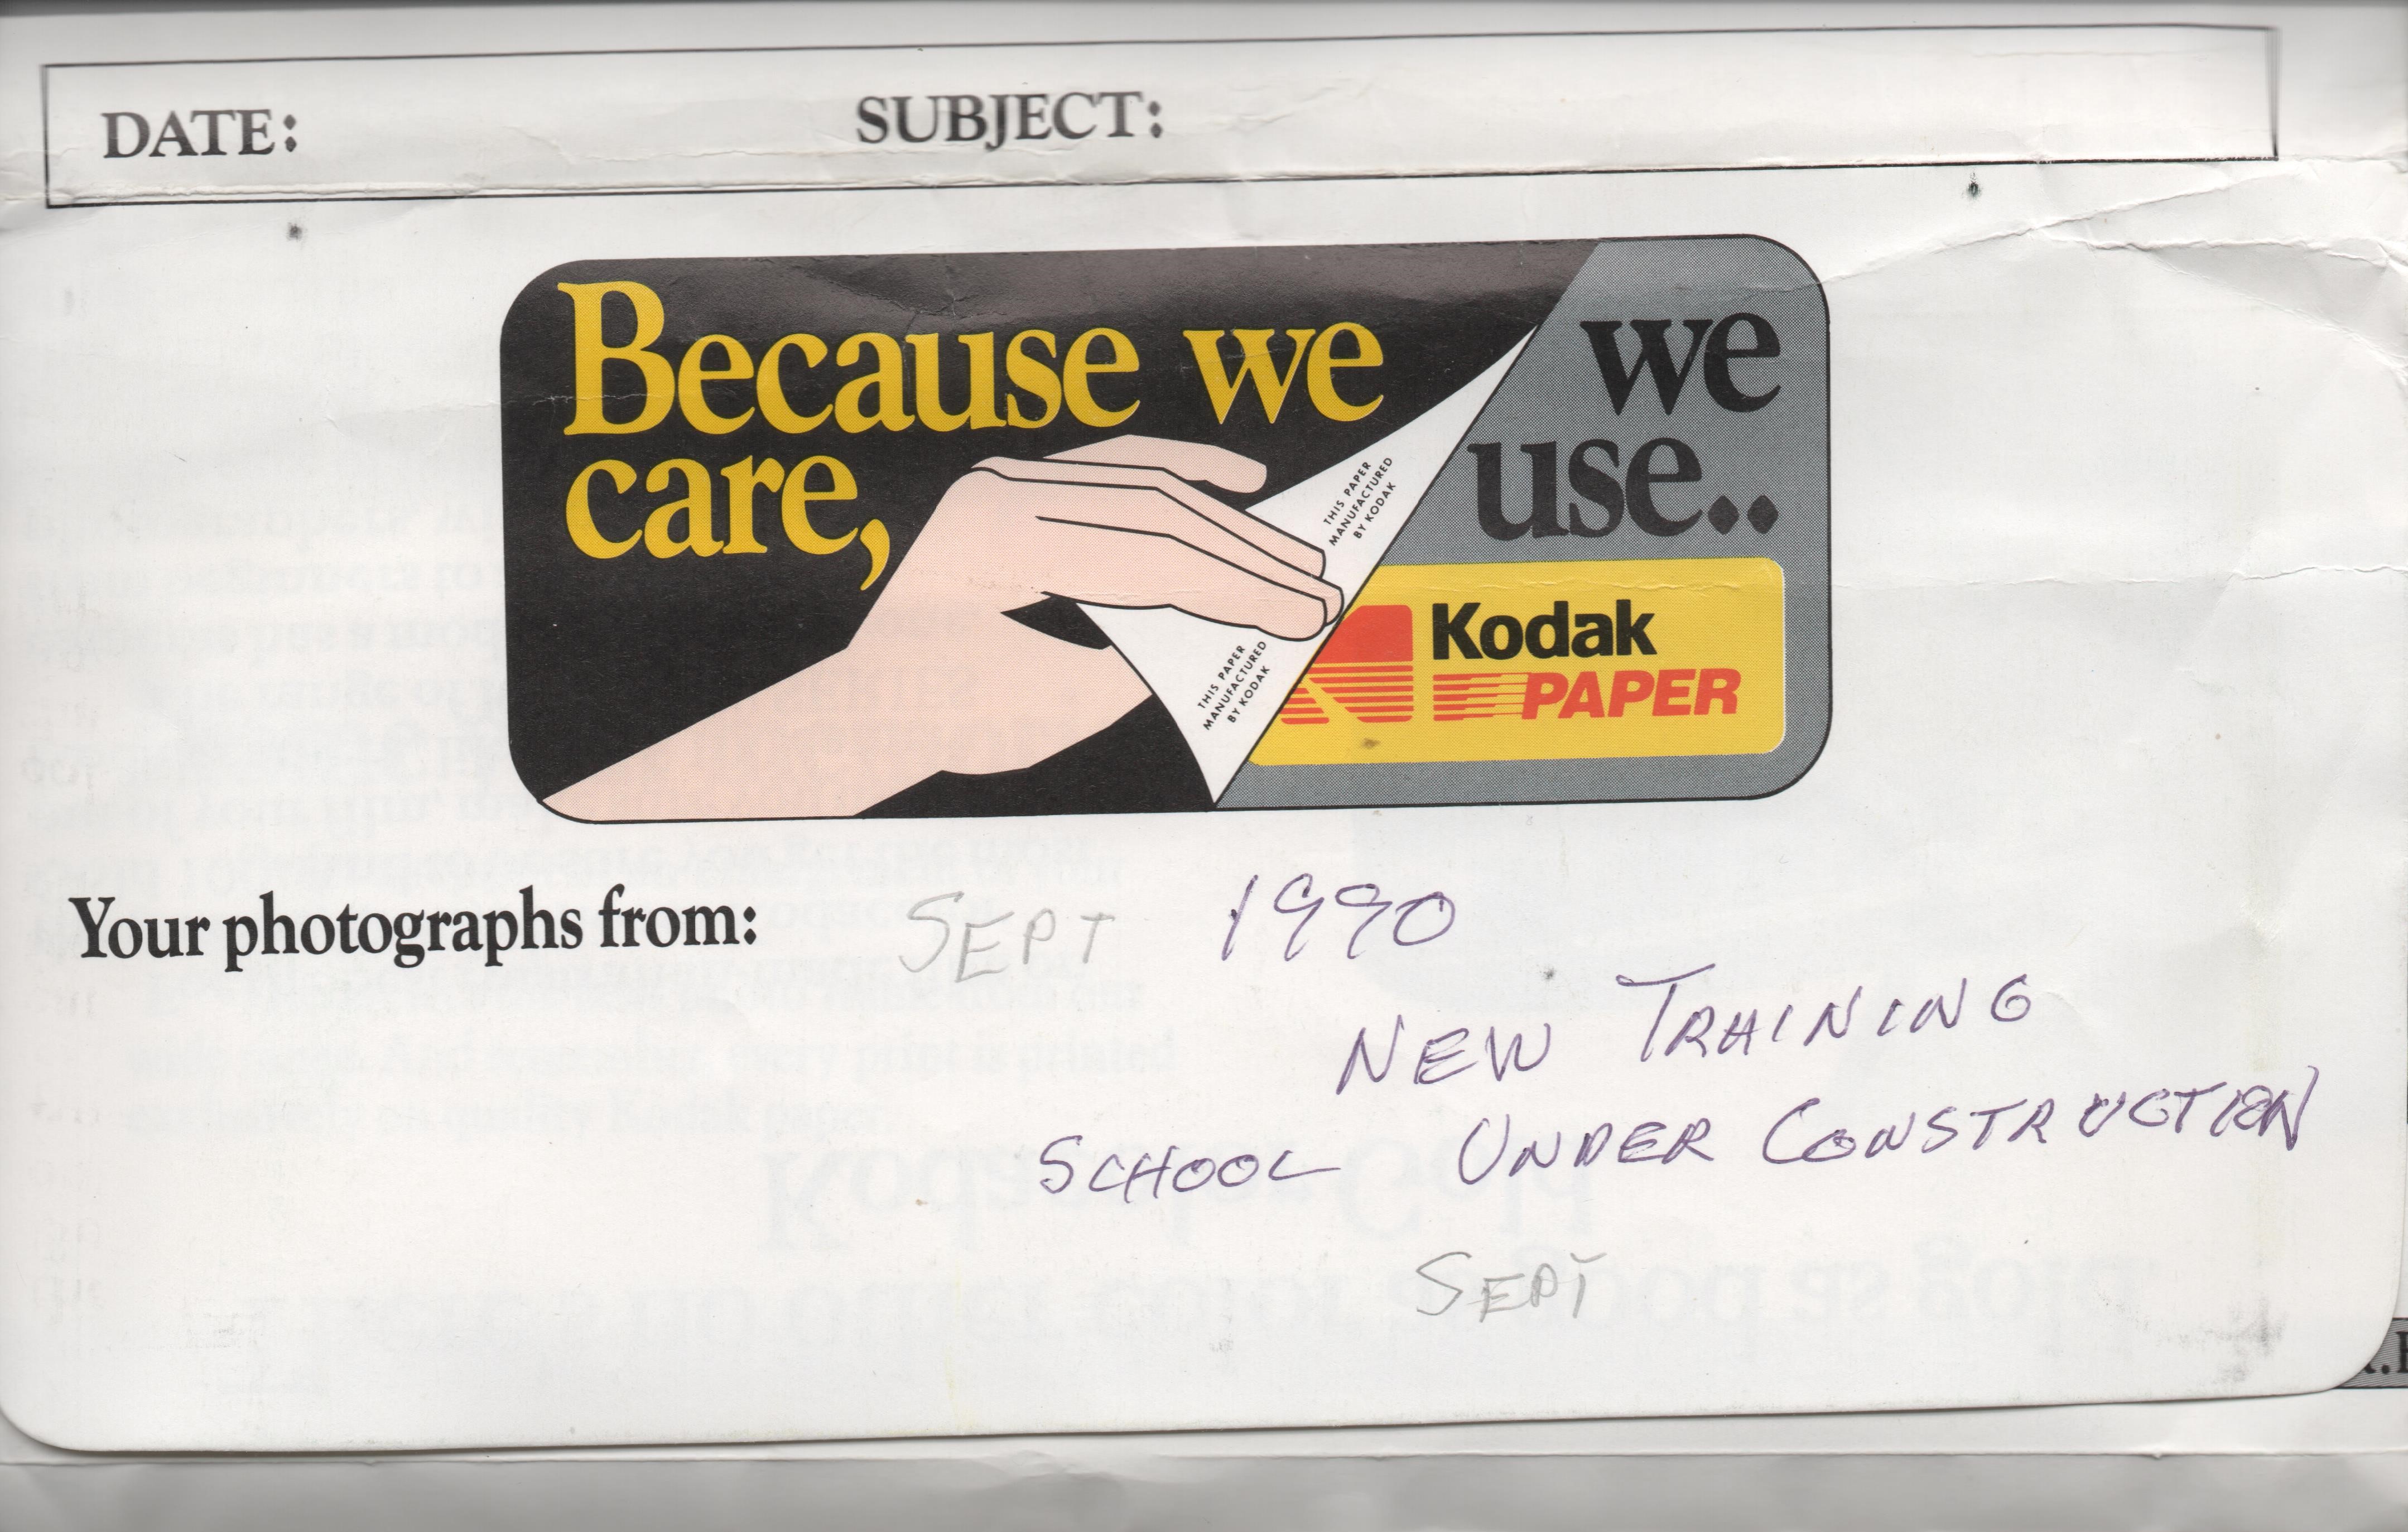 DATE: SUBJECT:
Because we
care,
we
use..
THIS PAPER
MANUFACTURED
BY KODAK
THIS PAPER
MANUFACTURED
BY KODAK
Kodak
PAPER
Your photographs from: SEPT 1990
NEW TRAINING
SCHOOL UNDER CONSTRUCTION
SEPT